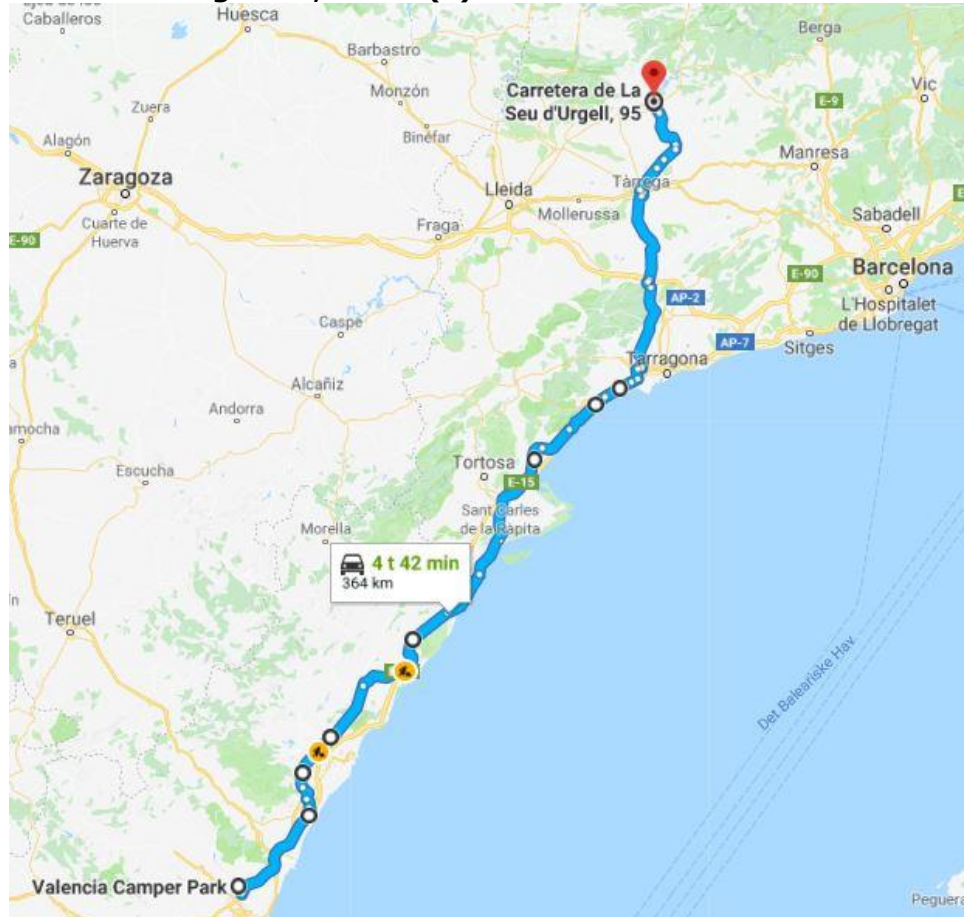 Caballeros
Huesca
Berga
Barbastro
Carretera de La
Seu d'Urgell, 95
E-9
Vic
Monzón
Zuera
Binéfar
Alagón
Manresa
Zaragoza
Tàrrega
Lleida
Mollerussa
Sabadell
Cuarte de
Huerva
Fraga
E-90
E-90
Barcelona
L'Hospitalet
de Llobregat
AP-2
Caspe
AP-7
Sitges
Tarragona
Alcañiz
Andorra
Escucha
Tortosa
E-15
Sant Carles
de la Ràpita
Morella
4 t 42 min
364 km
Teruel
Det Baleariske Hav
Valencia Camper Park
Peguera